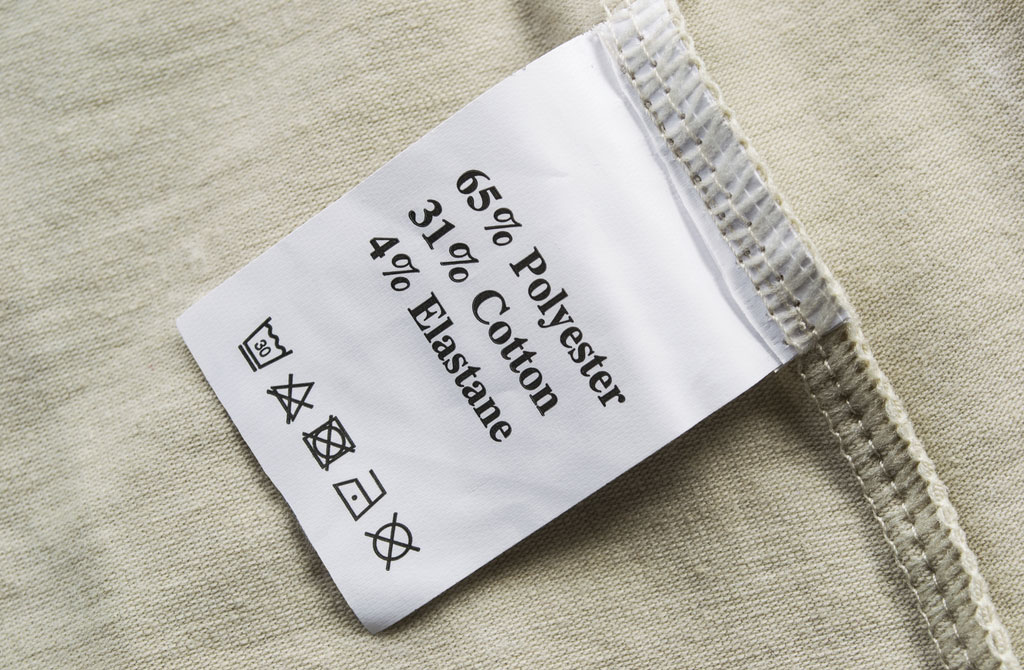 65% Polyester
31% Cotton
4% Elastane
30